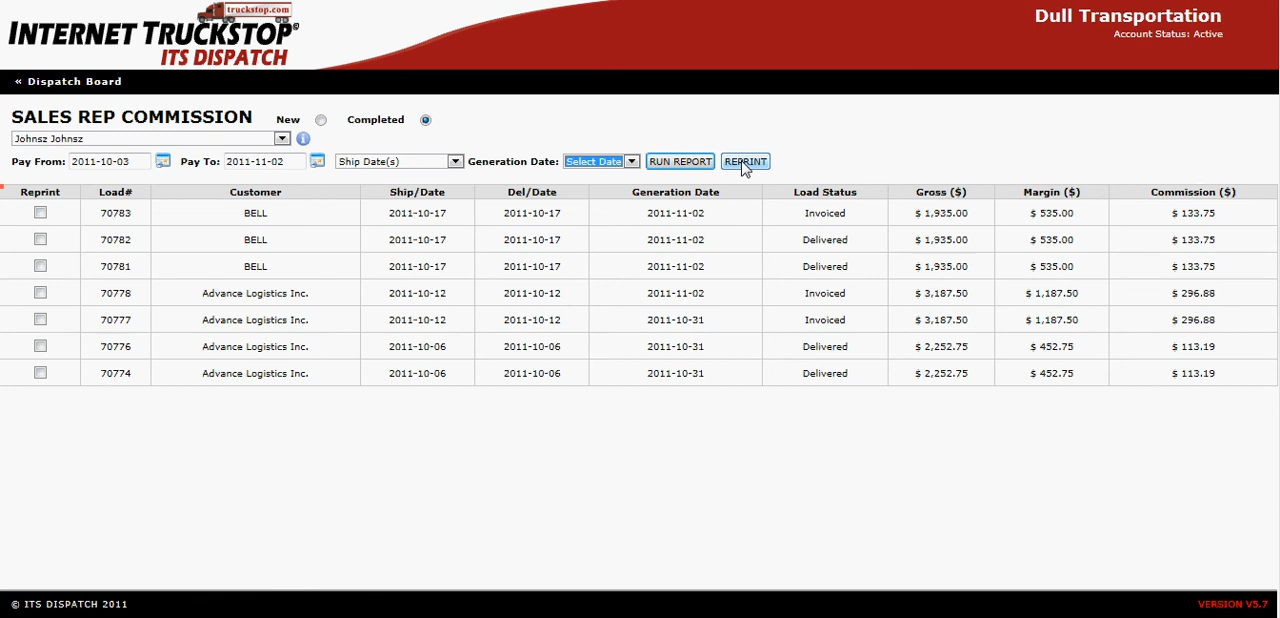 truckstop.com
INTERNET TRUCKSTOP®
ITS DISPATCH
Dull Transportation
Account Status: Active
« Dispatch Board
SALES REP COMMISSION New Completed
Johnsz Johnsz
Pay From: 2011-10-03 Pay To: 2011-11-02 Ship Date(s) Generation Date: Select Date RUN REPORT REPRINT
Reprint Load# Customer Ship/Date Del/Date Generation Date Load Status Gross ($) Margin ($) Commission ($)
70783 BELL 2011-10-17 2011-10-17 2011-11-02 Invoiced $ 1,935.00 $ 535.00 $ 133.75
70782 BELL 2011-10-17 2011-10-17 2011-11-02 Delivered $ 1,935.00 $ 535.00 $ 133.75
70781 BELL 2011-10-17 2011-10-17 2011-11-02 Delivered $ 1,935.00 $ 535.00 $ 133.75
70778 Advance Logistics Inc. 2011-10-12 2011-10-12 2011-11-02 Invoiced $ 3,187.50 $ 1,187.50 $ 296.88
70777 Advance Logistics Inc. 2011-10-12 2011-10-12 2011-10-31 Invoiced $ 3,187.50 $ 1,187.50 $ 296.88
70776 Advance Logistics Inc. 2011-10-06 2011-10-06 2011-10-31 Delivered $ 2,252.75 $ 452.75 $ 113.19
70774 Advance Logistics Inc. 2011-10-06 2011-10-06 2011-10-31 Delivered $ 2,252.75 $ 452.75 $ 113.19
© ITS DISPATCH 2011
VERSION V5.7